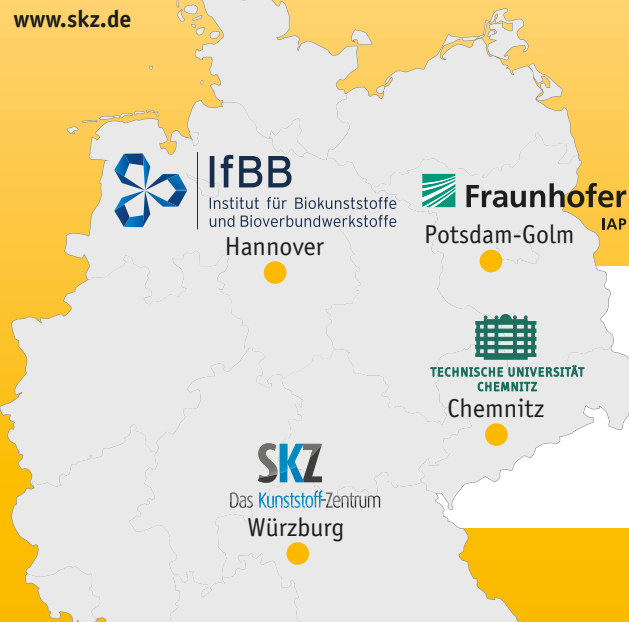 www.skz.de
IfBB
Institut für Biokunststoffe
und Bioverbundwerkstoffe
Hannover
Fraunhofer
IAP
Potsdam-Golm
TECHNISCHE UNIVERSITÄT
CHEMNITZ
Chemnitz
SKZ
Das Kunststoff-Zentrum
Würzburg